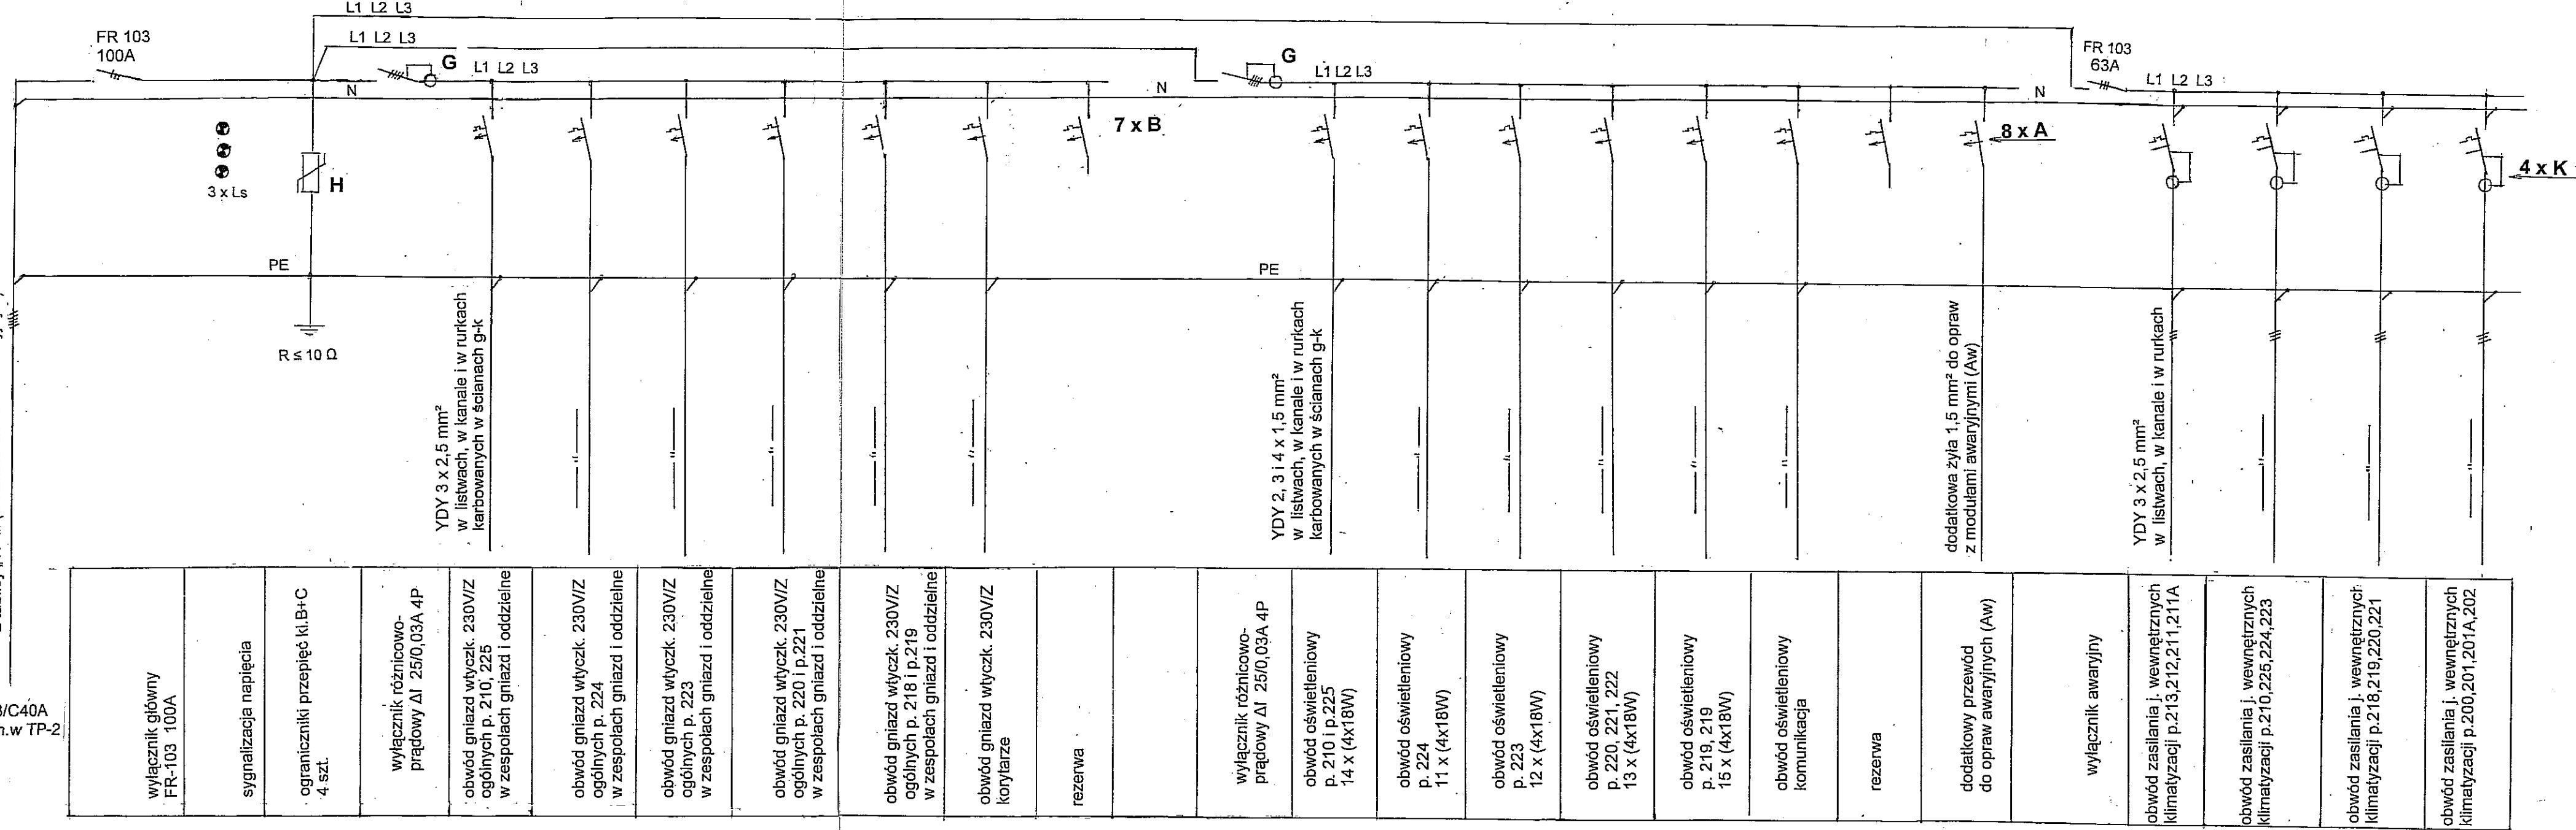 L1 L2 L3
FR 103
100A
L1 L2 L3
G
L1 L2 L3
N
G
L1 L2 L3
N
N
FR 103
63A
L1 L2 L3
3 x Ls
H
7 x B
8 x A
4 x K
PE
PE
R ≤ 10 Ω
YDY 3 x 2,5 mm²
w listwach, w kanale i w rurkach
karbowanych w ścianach g-k
"
"
"
"
"
YDY 2, 3 i 4 x 1,5 mm²
w listwach, w kanale i w rurkach
karbowanych w ścianach g-k
"
"
"
"
"
dodatkowa żyła 1,5 mm² do opraw
z modułami awaryjnymi (Aw)
YDY 3 x 2,5 mm²
w listwach, w kanale i w rurkach
"
"
"
/C40A
w TP-2
wyłącznik główny
FR-103 100A
sygnalizacja napięcia
ograniczniki przepięć kl.B+C
4 szt.
wyłącznik różnicowo-
prądowy ΔI 25/0,03A 4P
obwód gniazd wtyczk. 230V/Z
ogólnych p. 210, 225
w zespołach gniazd i oddzielne
obwód gniazd wtyczk. 230V/Z
ogólnych p. 224
w zespołach gniazd i oddzielne
obwód gniazd wtyczk. 230V/Z
ogólnych p. 223
w zespołach gniazd i oddzielne
obwód gniazd wtyczk. 230V/Z
ogólnych p. 220 i p.221
w zespołach gniazd i oddzielne
obwód gniazd wtyczk. 230V/Z
ogólnych p. 218 i p.219
w zespołach gniazd i oddzielne
obwód gniazd wtyczk. 230V/Z
korytarze
rezerwa
wyłącznik różnicowo-
prądowy ΔI 25/0,03A 4P
obwód oświetleniowy
p. 210 i p.225
14 x (4x18W)
obwód oświetleniowy
p. 224
11 x (4x18W)
obwód oświetleniowy
p. 223
12 x (4x18W)
obwód oświetleniowy
p. 220, 221, 222
13 x (4x18W)
obwód oświetleniowy
p. 219, 219
15 x (4x18W)
obwód oświetleniowy
komunikacja
rezerwa
dodatkowy przewód
do opraw awaryjnych (Aw)
wyłącznik awaryjny
obwód zasilania j. wewnętrznych
klimatyzacji p.213,212,211,211A
obwód zasilania j. wewnętrznych
klimatyzacji p.210,225,224,223
obwód zasilania j. wewnętrznych
klimatyzacji p.218,219,220,221
obwód zasilania j. wewnętrznych
klimatyzacji p.200,201,201A,202